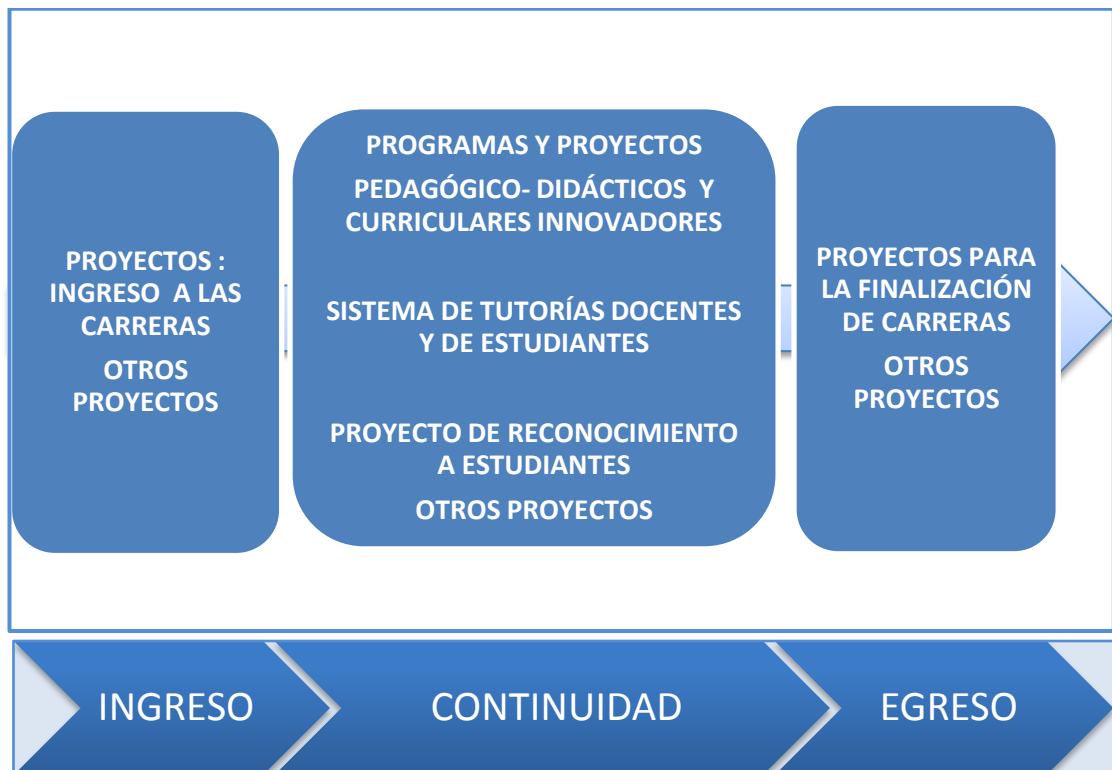 PROYECTOS :
INGRESO A LAS
CARRERAS
OTROS
PROYECTOS
PROGRAMAS Y PROYECTOS
PEDAGÓGICO- DIDÁCTICOS Y
CURRICULARES INNOVADORES
SISTEMA DE TUTORÍAS DOCENTES
Y DE ESTUDIANTES
PROYECTO DE RECONOCIMIENTO
A ESTUDIANTES
OTROS PROYECTOS
PROYECTOS PARA
LA FINALIZACIÓN
DE CARRERAS
OTROS
PROYECTOS
INGRESO
CONTINUIDAD
EGRESO